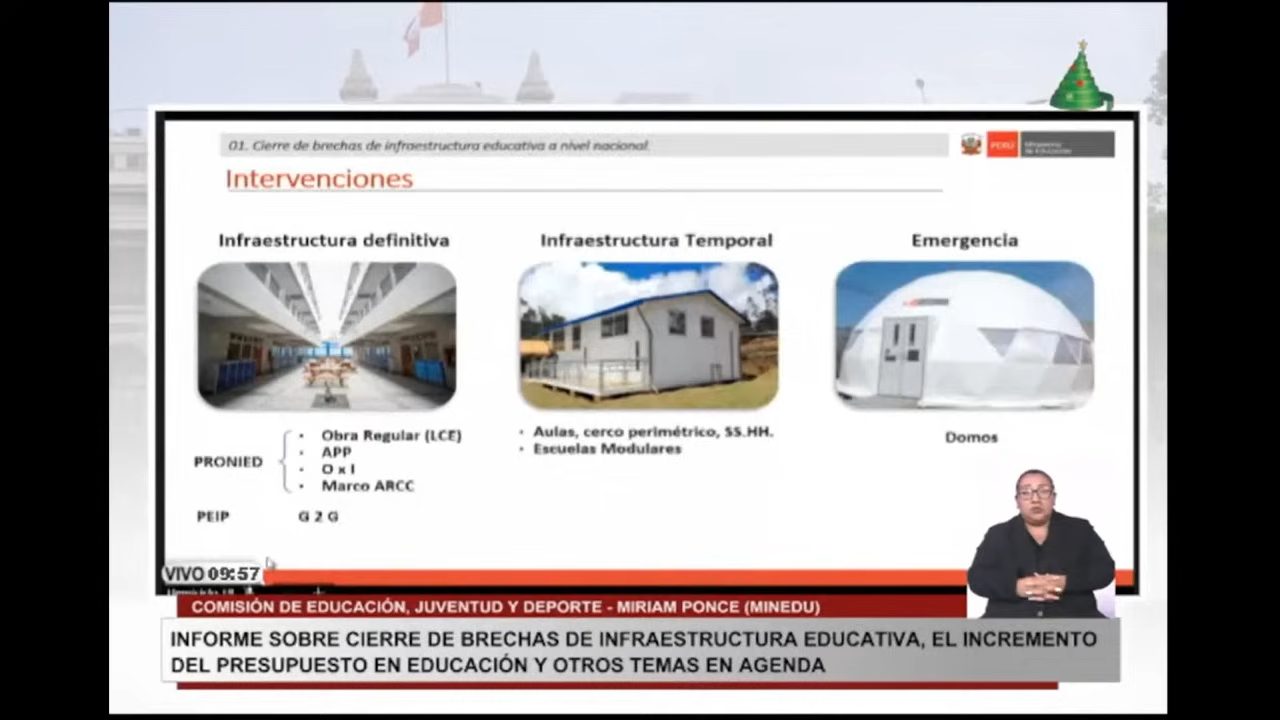 01. Cierre de brechas de infraestructura educativa a nivel nacional.
PERÚ
Ministerio
de Educación
Intervenciones
Infraestructura definitiva
Infraestructura Temporal
Emergencia
PRONIED
• Obra Regular (LCE)
• APP
• O x I
• Marco ARCC
PEIP
G 2 G
• Aulas, cerco perimétrico, SS.HH.
• Escuelas Modulares
Domos
VIVO 09:57
COMISIÓN DE EDUCACIÓN, JUVENTUD Y DEPORTE - MIRIAM PONCE (MINEDU)
INFORME SOBRE CIERRE DE BRECHAS DE INFRAESTRUCTURA EDUCATIVA, EL INCREMENTO
DEL PRESUPUESTO EN EDUCACIÓN Y OTROS TEMAS EN AGENDA